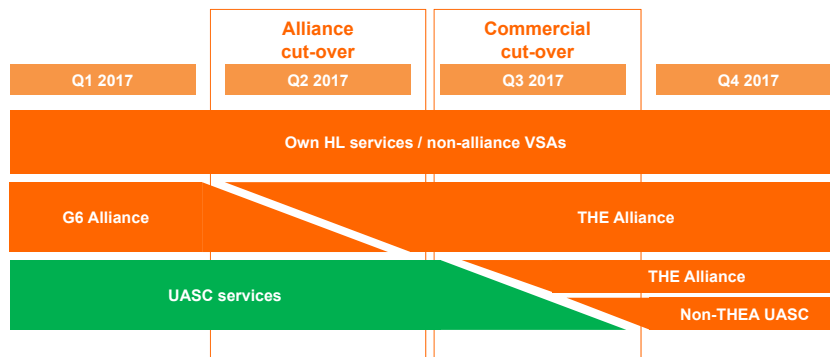 Alliance
cut-over
Commercial
cut-over
Q1 2017
Q2 2017
Q3 2017
Q4 2017
Own HL services / non-alliance VSAs
G6 Alliance
THE Alliance
UASC services
THE Alliance
Non-THEA UASC